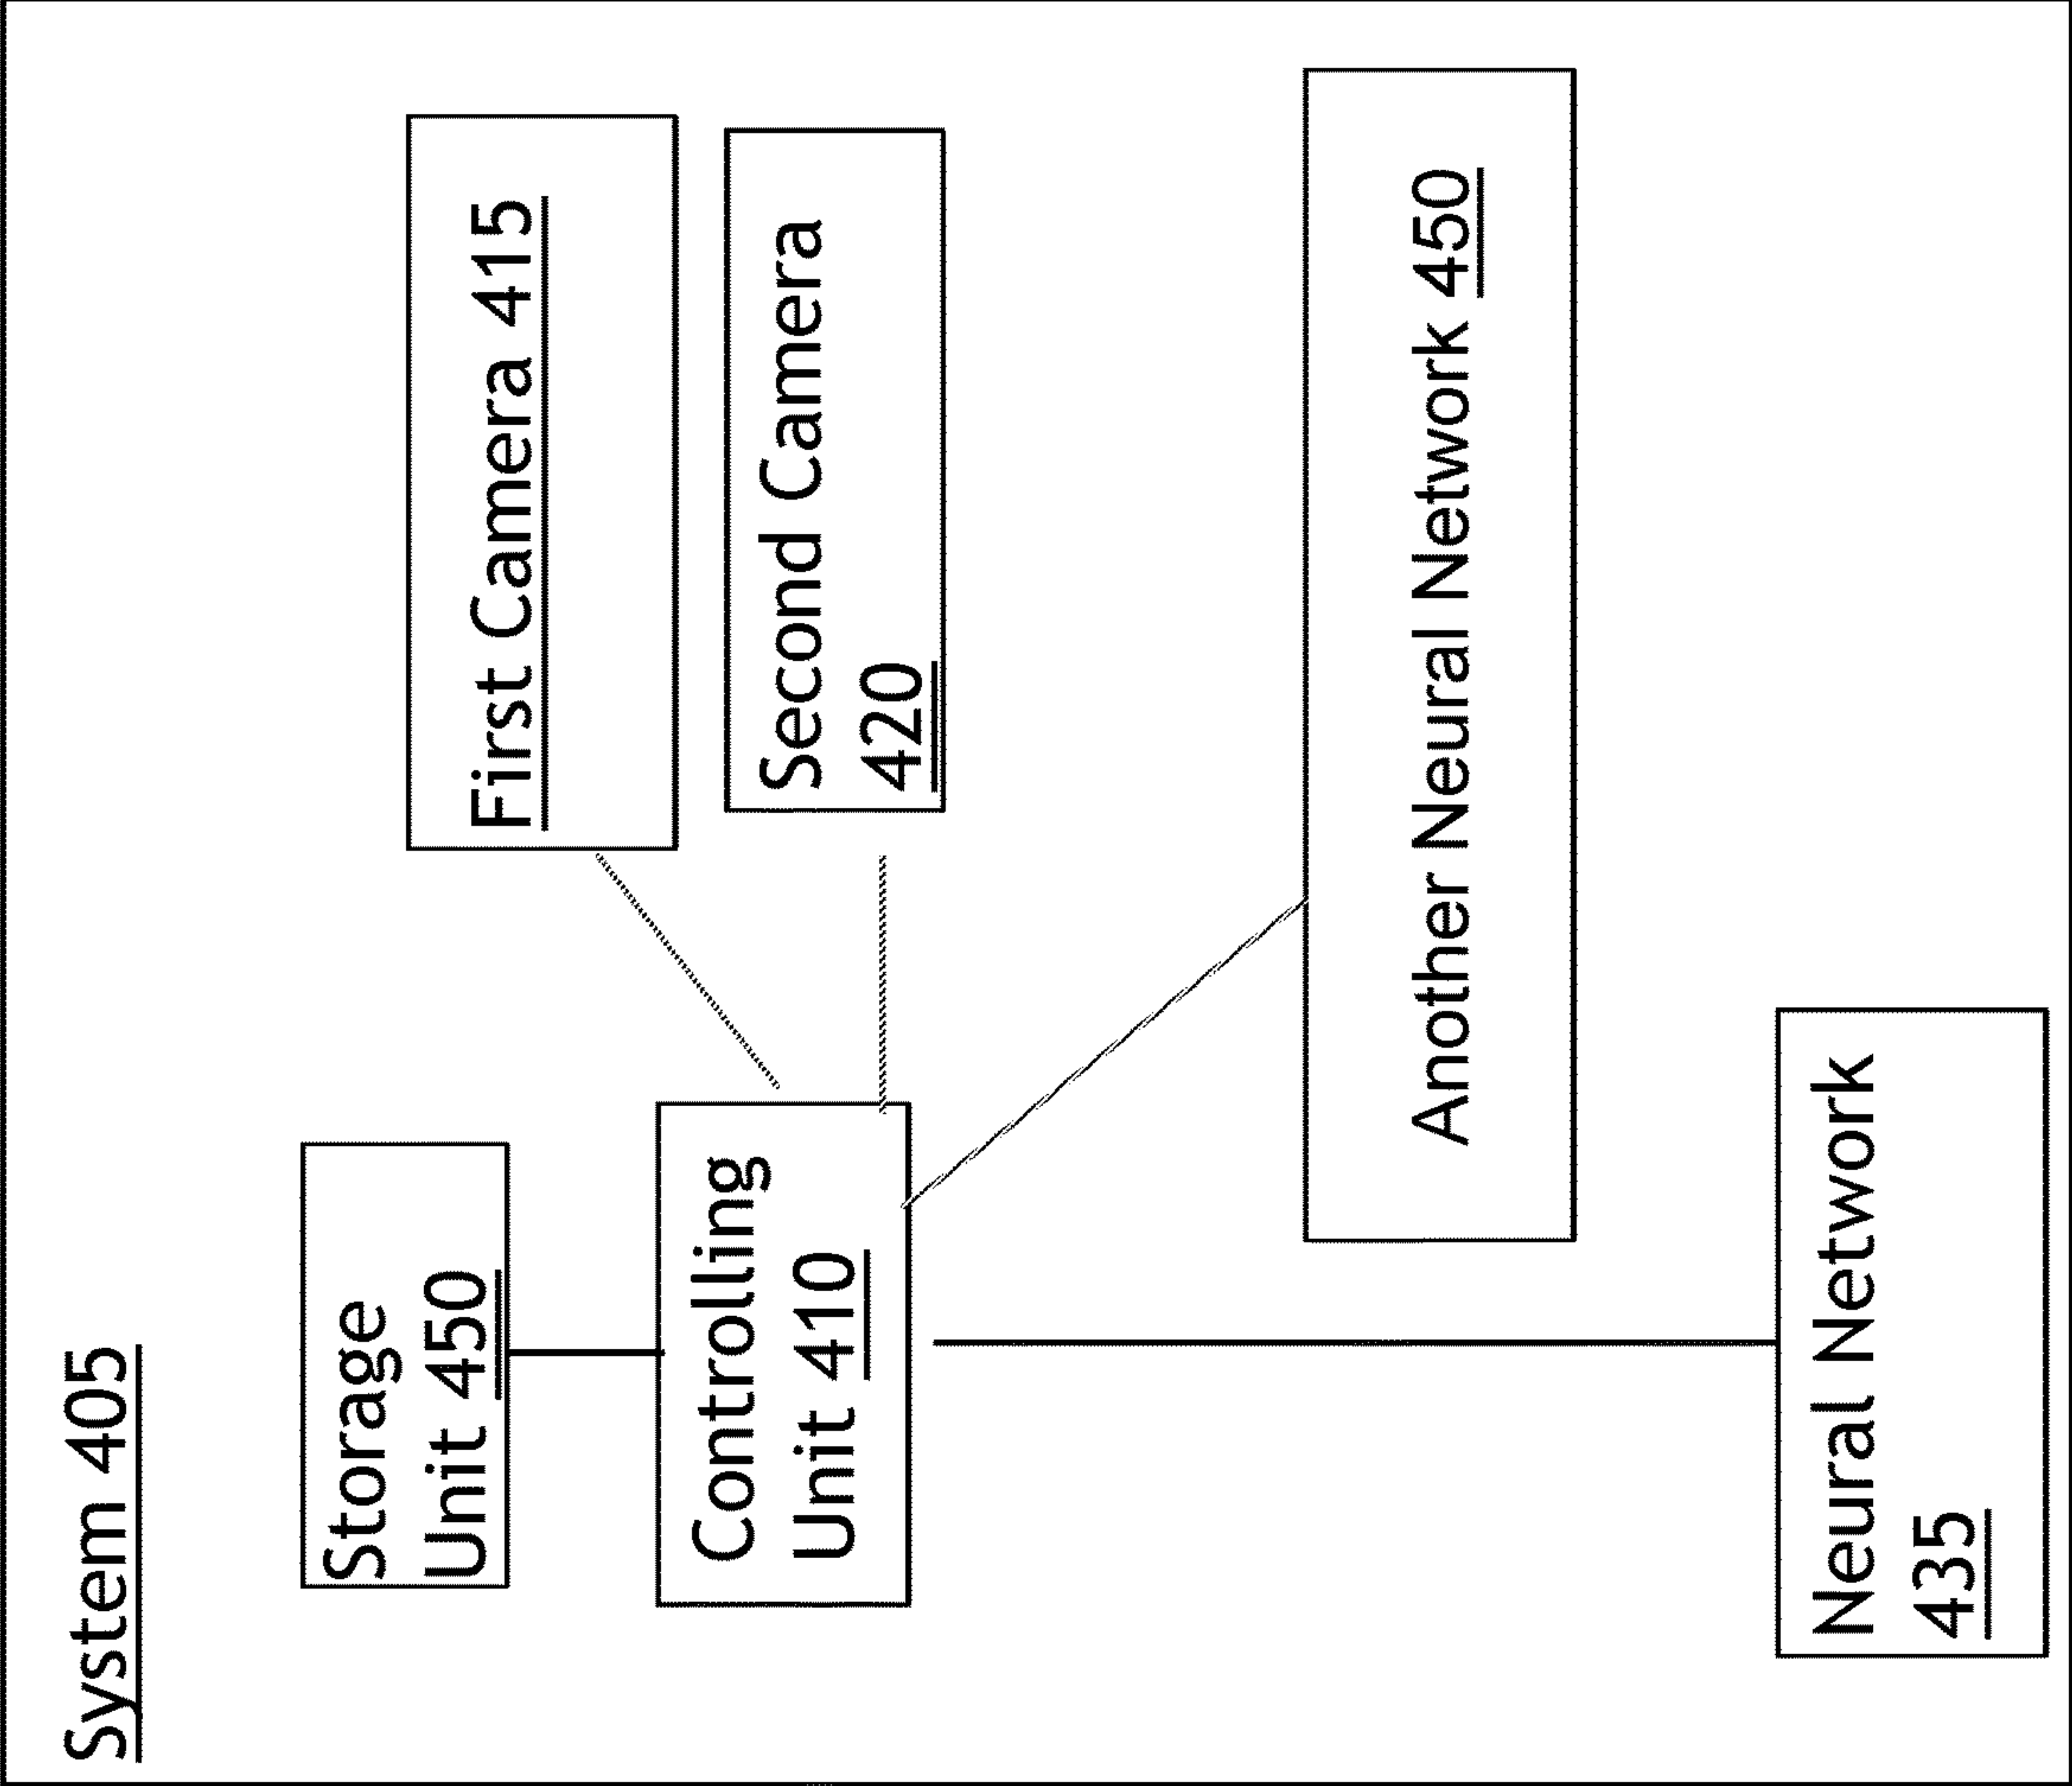 System 405
Storage
Unit 450
First Camera 415
Controlling
Unit 410
Second Camera
420
Another Neural Network 450
Neural Network
435